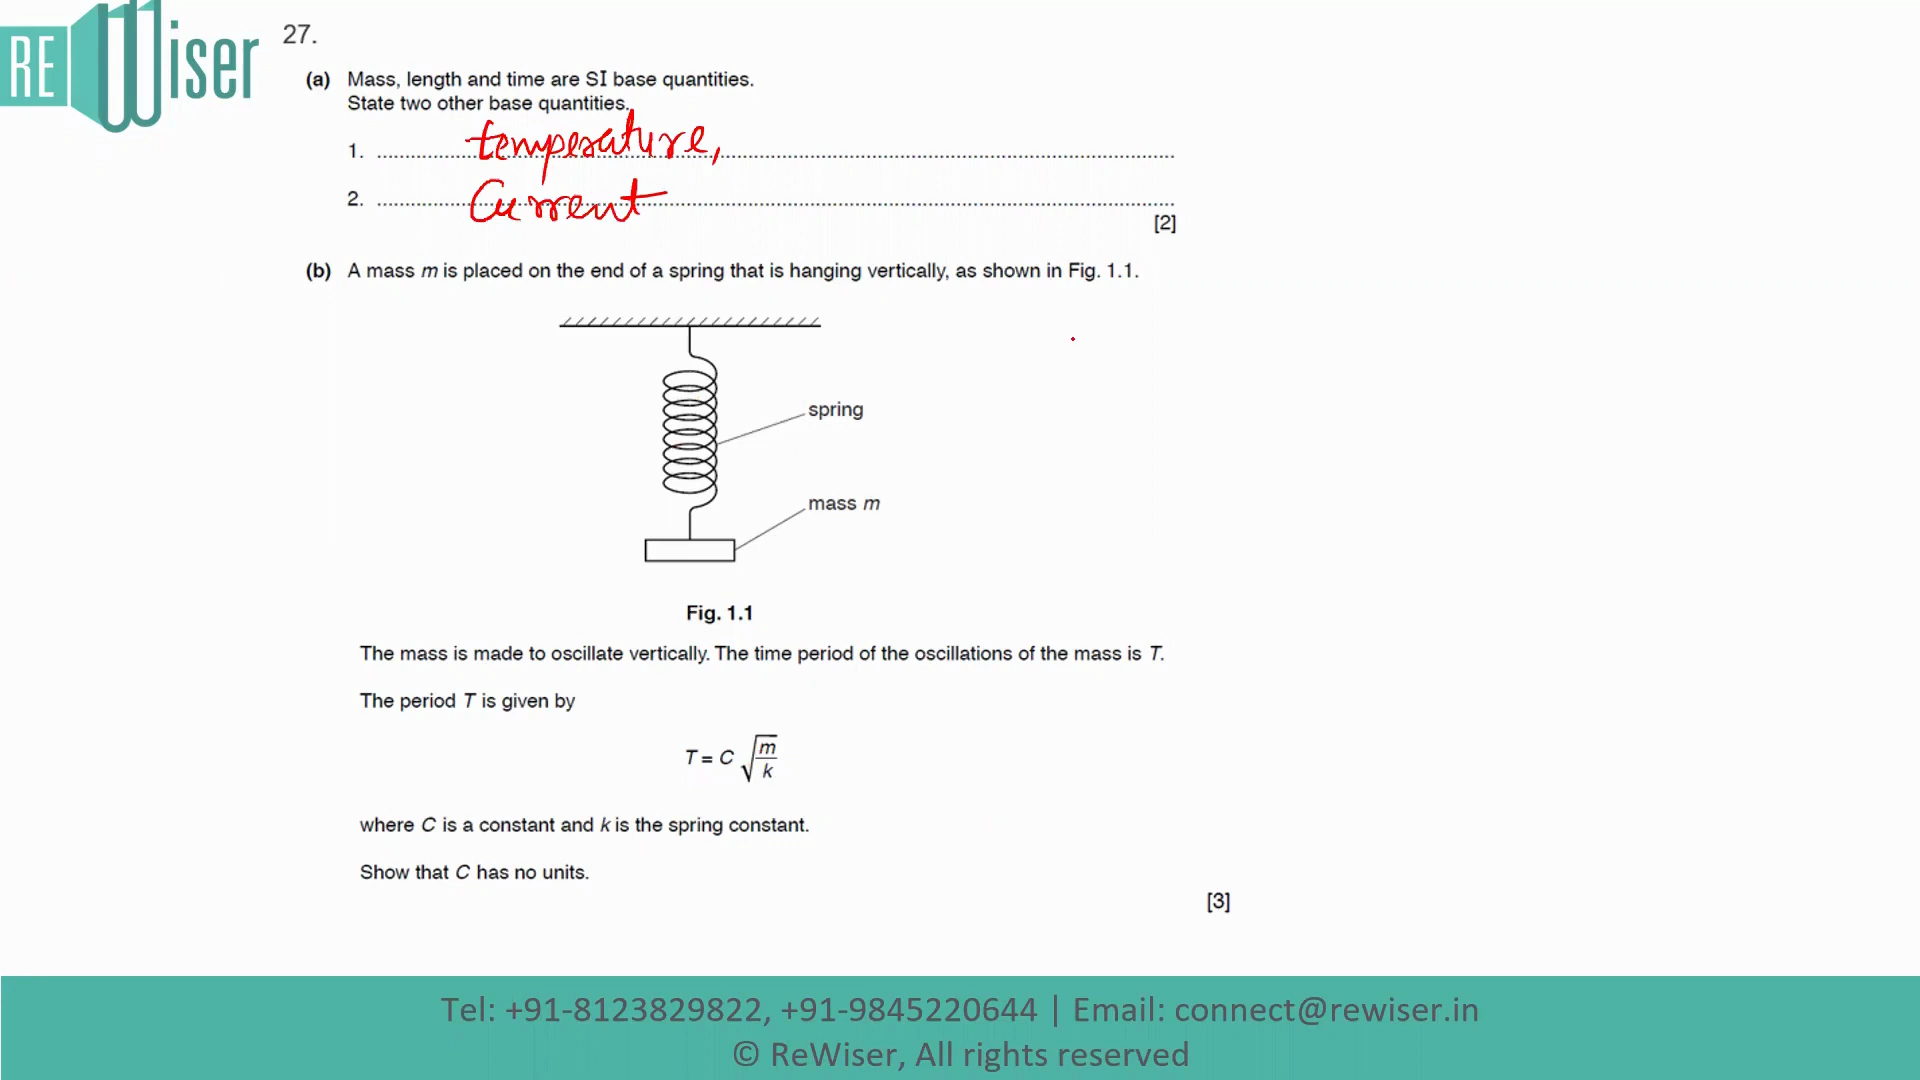 REWiser
27.
(a) Mass, length and time are SI base quantities.
State two other base quantities.
1. temperature,
2. Current
[2]
(b) A mass m is placed on the end of a spring that is hanging vertically, as shown in Fig. 1.1.
spring
mass m
Fig. 1.1
The mass is made to oscillate vertically. The time period of the oscillations of the mass is T.
The period T is given by
T = C √(m/k)
where C is a constant and k is the spring constant.
Show that C has no units.
[3]
Tel: +91-8123829822, +91-9845220644 | Email: connect@rewiser.in
© ReWiser, All rights reserved